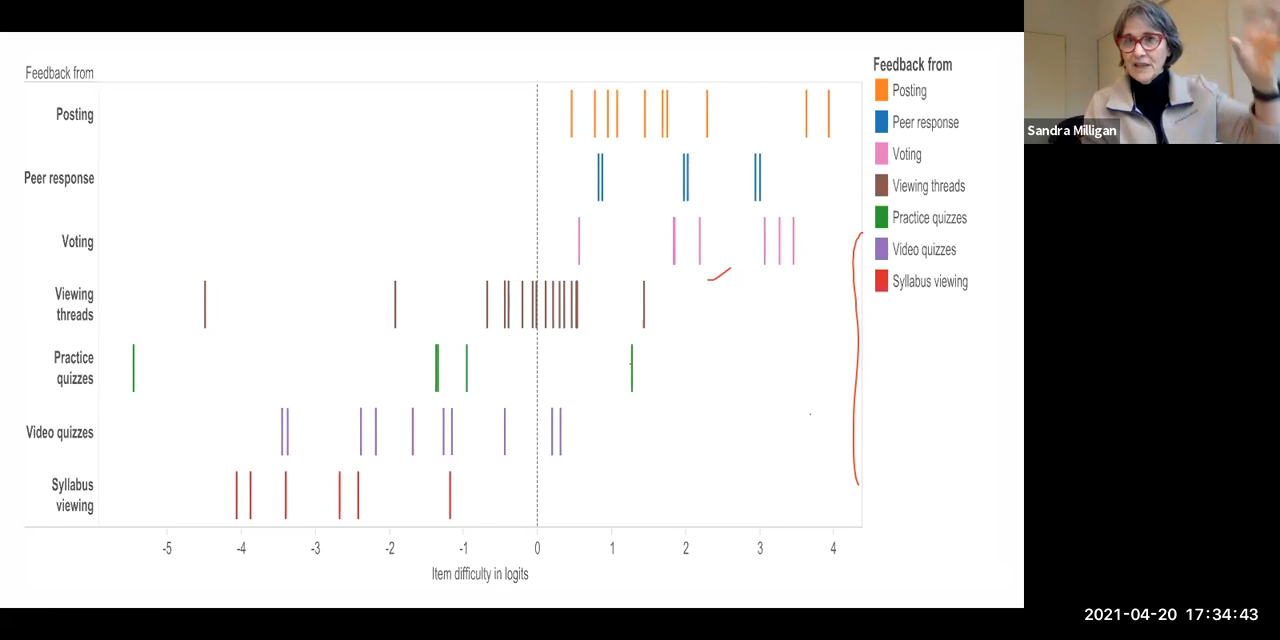 Feedback from
Posting
Peer response
Voting
Viewing
threads
Practice
quizzes
Video quizzes
Syllabus
viewing
-5 -4 -3 -2 -1 0 1 2 3 4
Item difficulty in logits
Feedback from
Posting
Peer response
Voting
Viewing threads
Practice quizzes
Video quizzes
Syllabus viewing
Sandra Milligan
2021-04-20 17:34:43